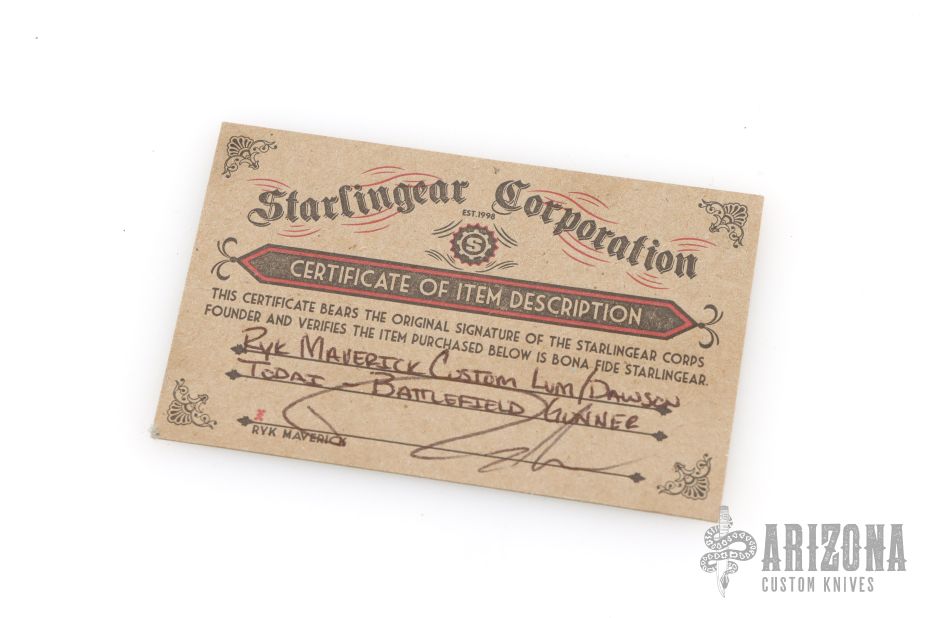 Starlingear Corporation
EST. 1998
S
CERTIFICATE OF ITEM DESCRIPTION
THIS CERTIFICATE BEARS THE ORIGINAL SIGNATURE OF THE STARLINGEAR CORPS
FOUNDER AND VERIFIES THE ITEM PURCHASED BELOW IS BONA FIDE STARLINGEAR.
RYK MAVERICK CUSTOM LUM/DAWSON
TODAI - BATTLEFIELD GUNNER
X
RYK MAVERICK
ARIZONA
CUSTOM KNIVES